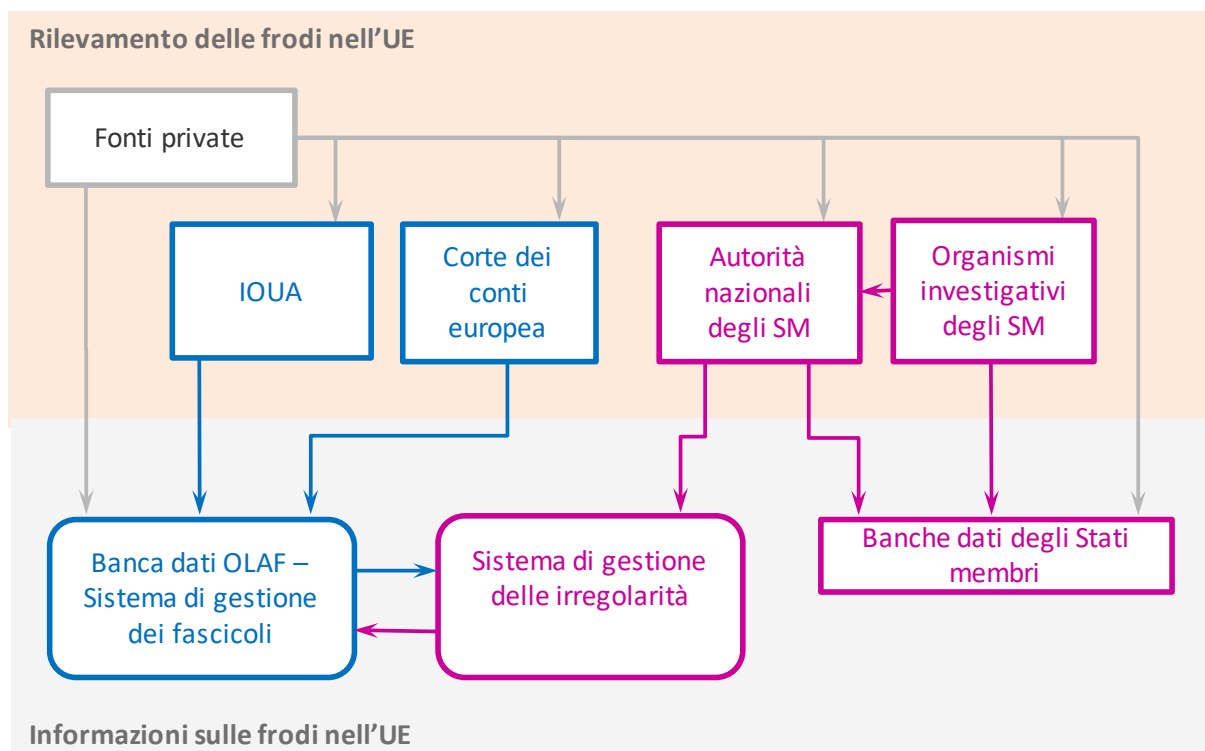 Rilevamento delle frodi nell'UE
Fonti private
IOUA
Corte dei
conti
europea
Autorità
nazionali
degli SM
Organismi
investigativi
degli SM
Banca dati OLAF –
Sistema di gestione
dei fascicoli
Sistema di gestione
delle irregolarità
Banche dati degli Stati
membri
Informazioni sulle frodi nell'UE